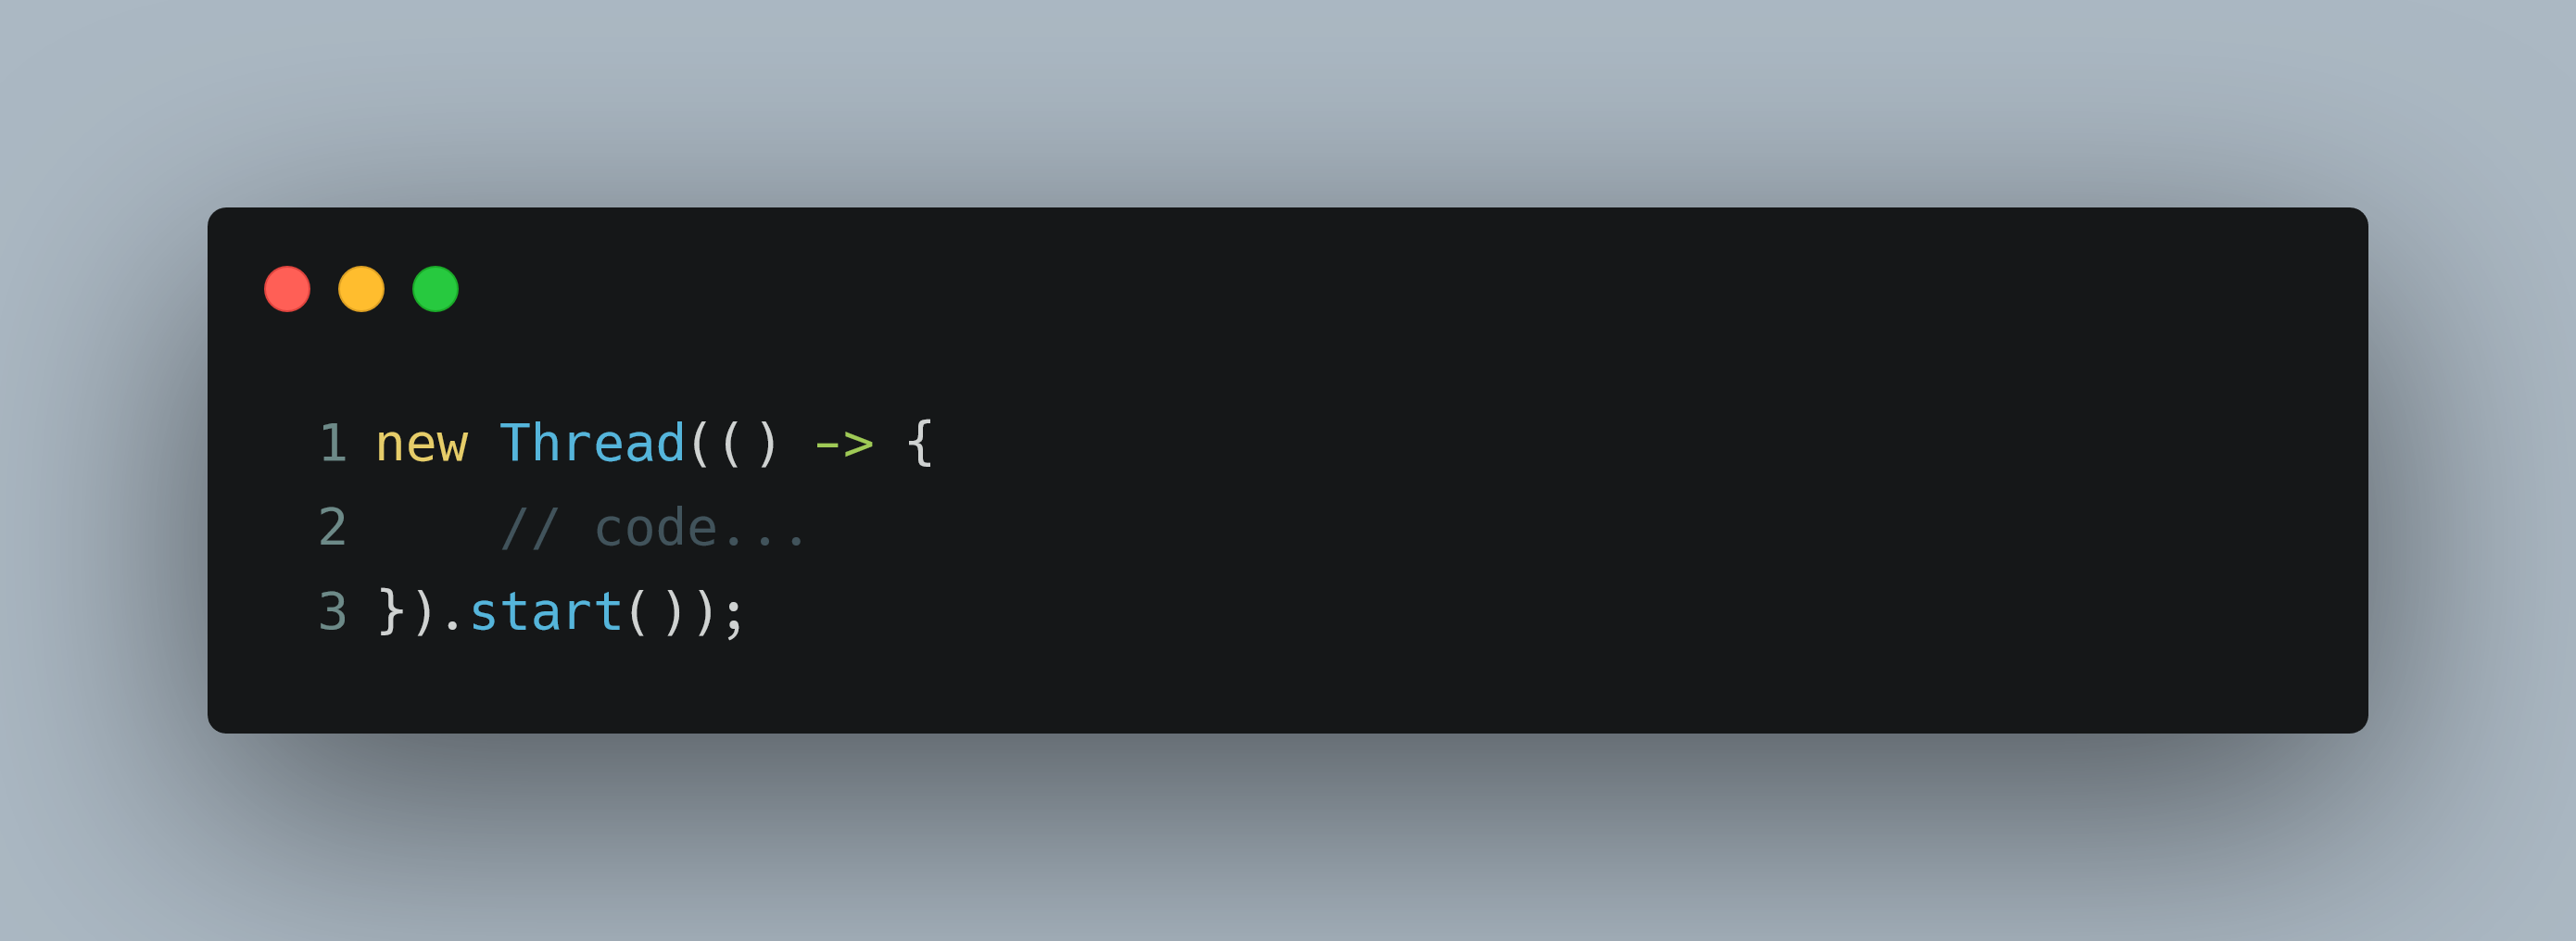 1 new Thread(() -> {
2     // code...
3 }).start());